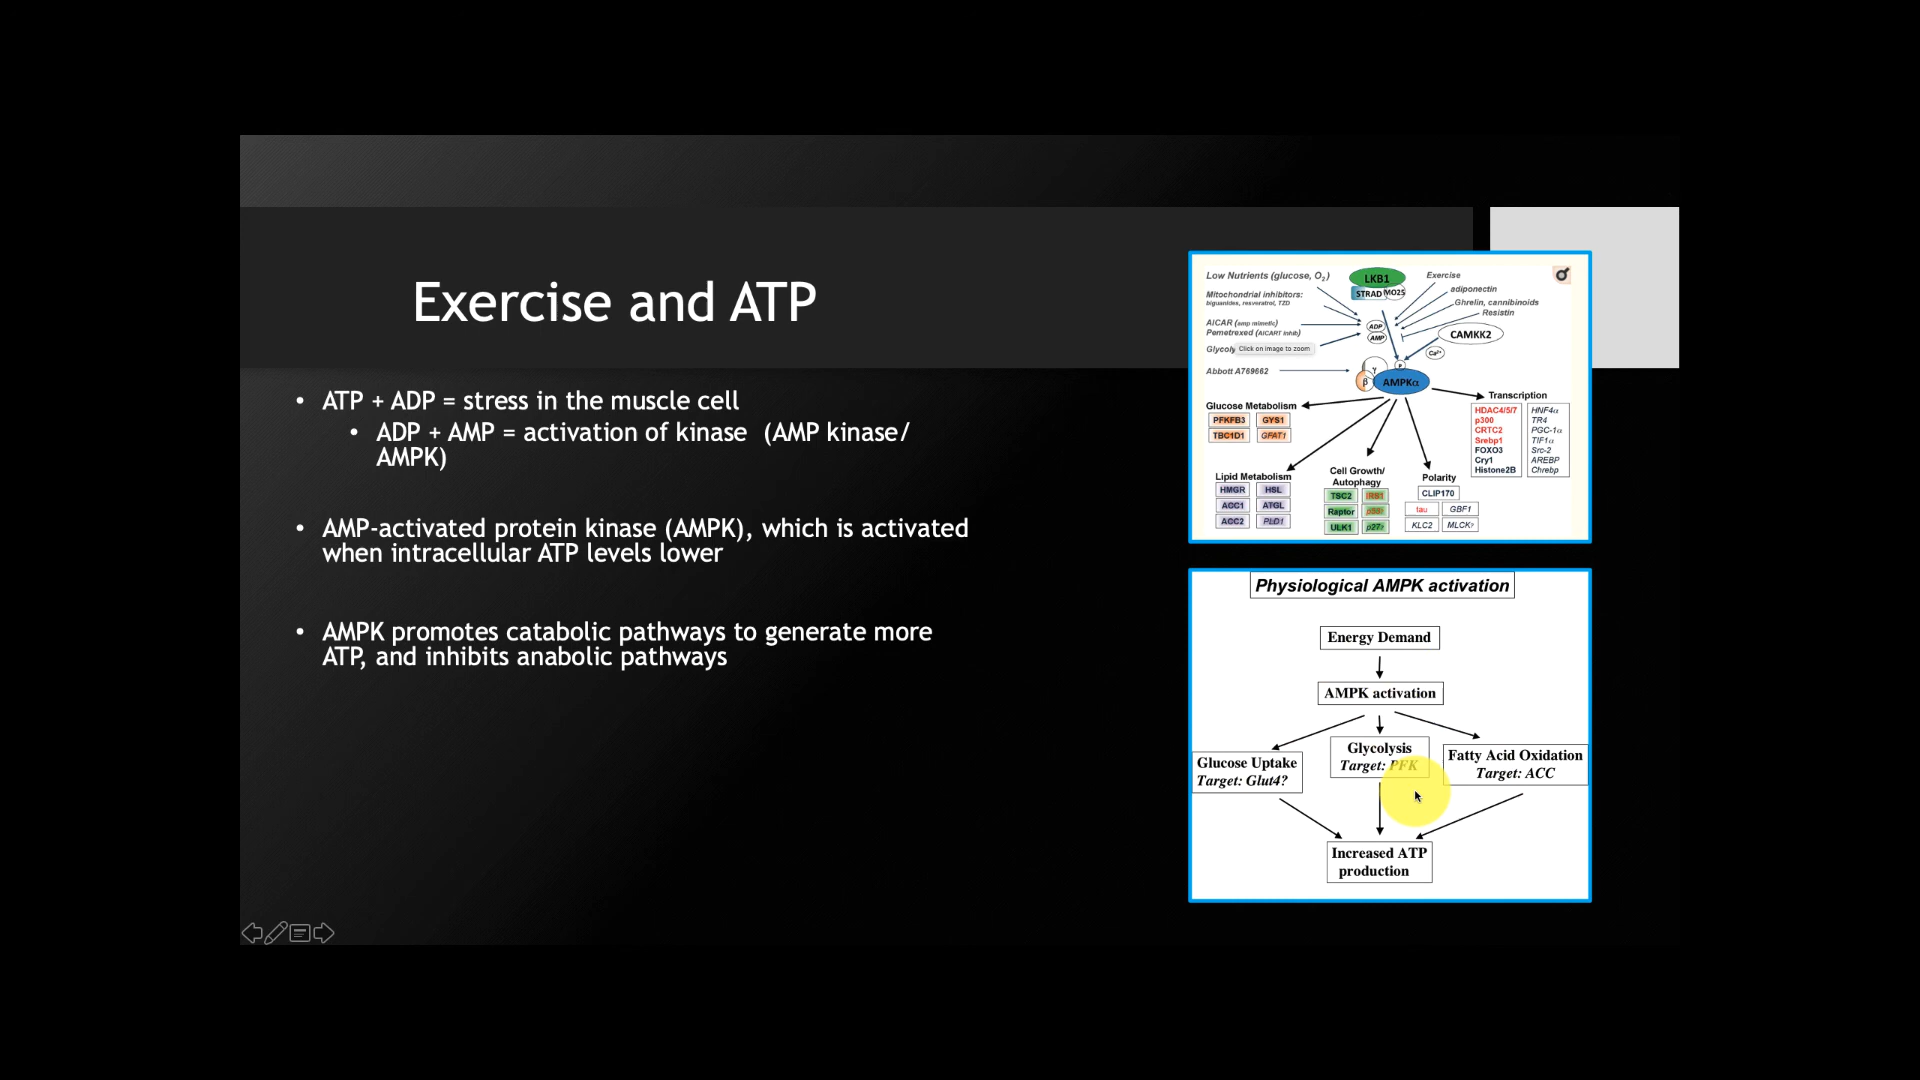 Exercise and ATP
• ATP + ADP = stress in the muscle cell
• ADP + AMP = activation of kinase (AMP kinase/
AMPK)
• AMP-activated protein kinase (AMPK), which is activated
when intracellular ATP levels lower
• AMPK promotes catabolic pathways to generate more
ATP, and inhibits anabolic pathways
Low Nutrients (glucose, O2)
Mitochondrial inhibitors:
biguanides, resveratrol, TZD
AICAR (amp mimetic)
Pemetrexed (AICART inhib)
Glycoly
Click on image to zoom
Abbott A769662
LKB1
STRAD MO25
Exercise
adiponectin
Ghrelin, cannibinoids
Resistin
ADP
AMP
CAMKK2
Ca2+
P
γ
β
AMPKα
Glucose Metabolism
PFKFB3 GYS1
TBC1D1 GFAT1
Lipid Metabolism
HMGR HSL
ACC1 ATGL
ACC2 PLD1
Cell Growth/
Autophagy
TSC2 IRS1
Raptor
ULK1 p27?
Polarity
CLIP170
tau GBF1
KLC2 MLCK?
Transcription
HDAC4/5/7 HNF4α
p300 TR4
CRTC2 PGC-1α
Srebp1 TIF1α
FOXO3 Src-2
Cry1 AREBP
Histone2B Chrebp
Physiological AMPK activation
Energy Demand
AMPK activation
Glucose Uptake
Target: Glut4?
Glycolysis
Target: PFK
Fatty Acid Oxidation
Target: ACC
Increased ATP
production